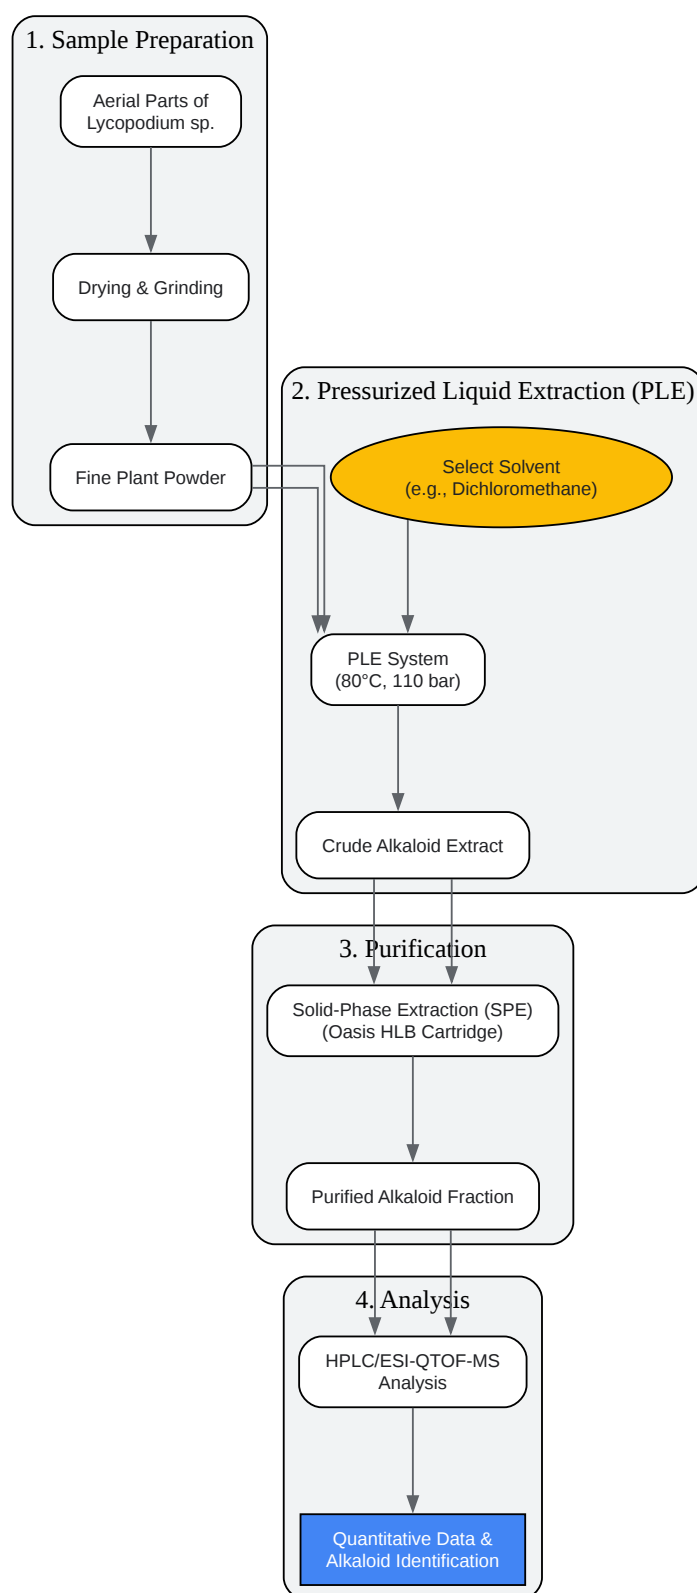 1. Sample Preparation
Aerial Parts of
Lycopodium sp.
Drying & Grinding
Fine Plant Powder
2. Pressurized Liquid Extraction (PLE)
Select Solvent
(e.g., Dichloromethane)
PLE System
(80°C, 110 bar)
Crude Alkaloid Extract
3. Purification
Solid-Phase Extraction (SPE)
(Oasis HLB Cartridge)
Purified Alkaloid Fraction
4. Analysis
HPLC/ESI-QTOF-MS
Analysis
Quantitative Data &
Alkaloid Identification